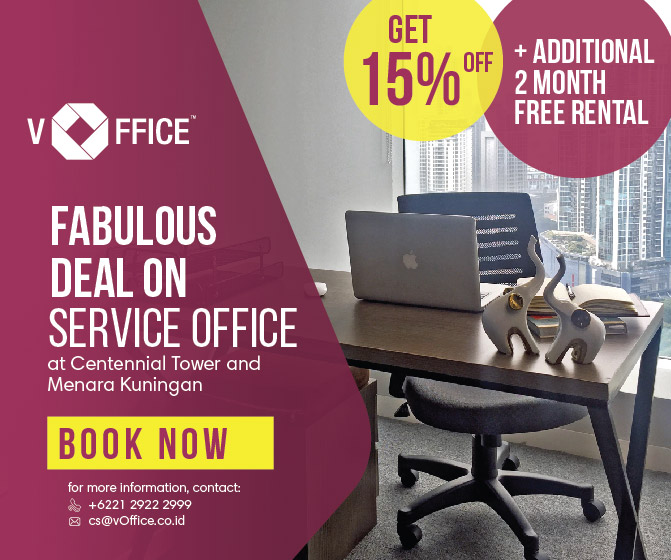 GET
15% OFF
+ ADDITIONAL
2 MONTH
FREE RENTAL
VOFFICE™
FABULOUS
DEAL ON
SERVICE OFFICE
at Centennial Tower and
Menara Kuningan
BOOK NOW
for more information, contact:
+6221 2922 2999
cs@vOffice.co.id